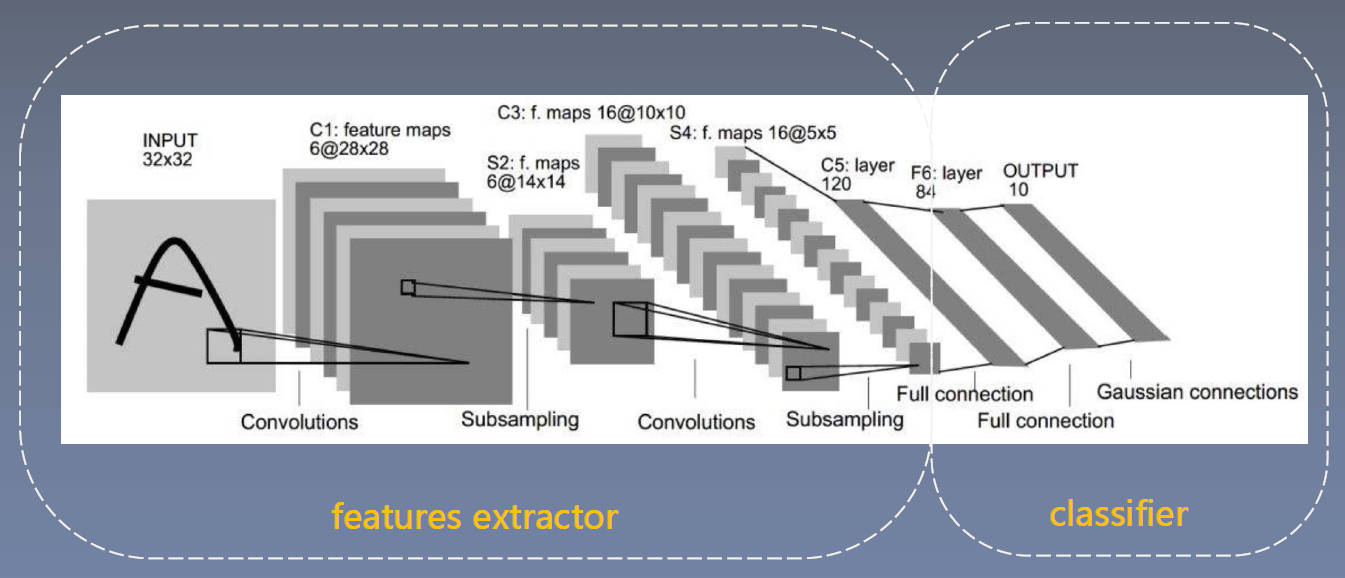 INPUT
32x32
C1: feature maps
6@28x28
S2: f. maps
6@14x14
C3: f. maps 16@10x10
S4: f. maps 16@5x5
C5: layer
120
F6: layer
84
OUTPUT
10
Convolutions
Subsampling
Convolutions
Subsampling
Full connection
Full connection
Gaussian connections
features extractor
classifier